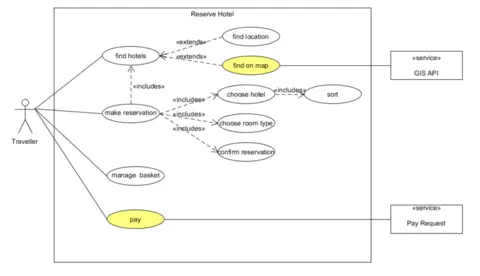 Reserve Hotel
find location
«extends»
find hotels
«extends»
find on map
«service»
GIS API
«includes»
choose hotel
«includes»
sort
«includes»
make reservation
«includes»
choose room type
«includes»
confirm reservation
Traveller
manage basket
pay
«service»
Pay Request